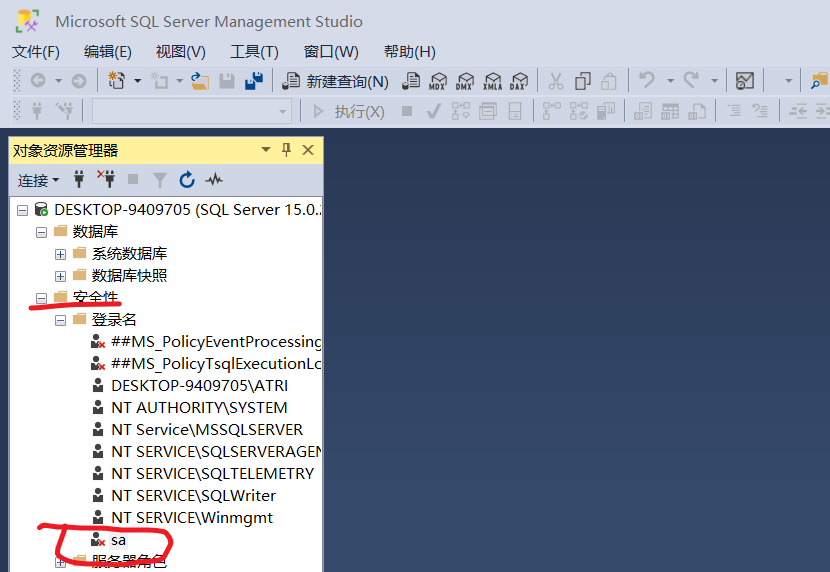 Microsoft SQL Server Management Studio
文件(F) 编辑(E) 视图(V) 工具(T) 窗口(W) 帮助(H)
新建查询(N) MDX DMX XMLA DAX
执行(X)
对象资源管理器
连接
DESKTOP-9409705 (SQL Server 15.0.
数据库
系统数据库
数据库快照
安全性
登录名
##MS_PolicyEventProcessing
##MS_PolicyTsqlExecutionLo
DESKTOP-9409705\ATRI
NT AUTHORITY\SYSTEM
NT Service\MSSQLSERVER
NT SERVICE\SQLSERVERAGEN
NT SERVICE\SQLTELEMETRY
NT SERVICE\SQLWriter
NT SERVICE\Winmgmt
sa
服务器角色